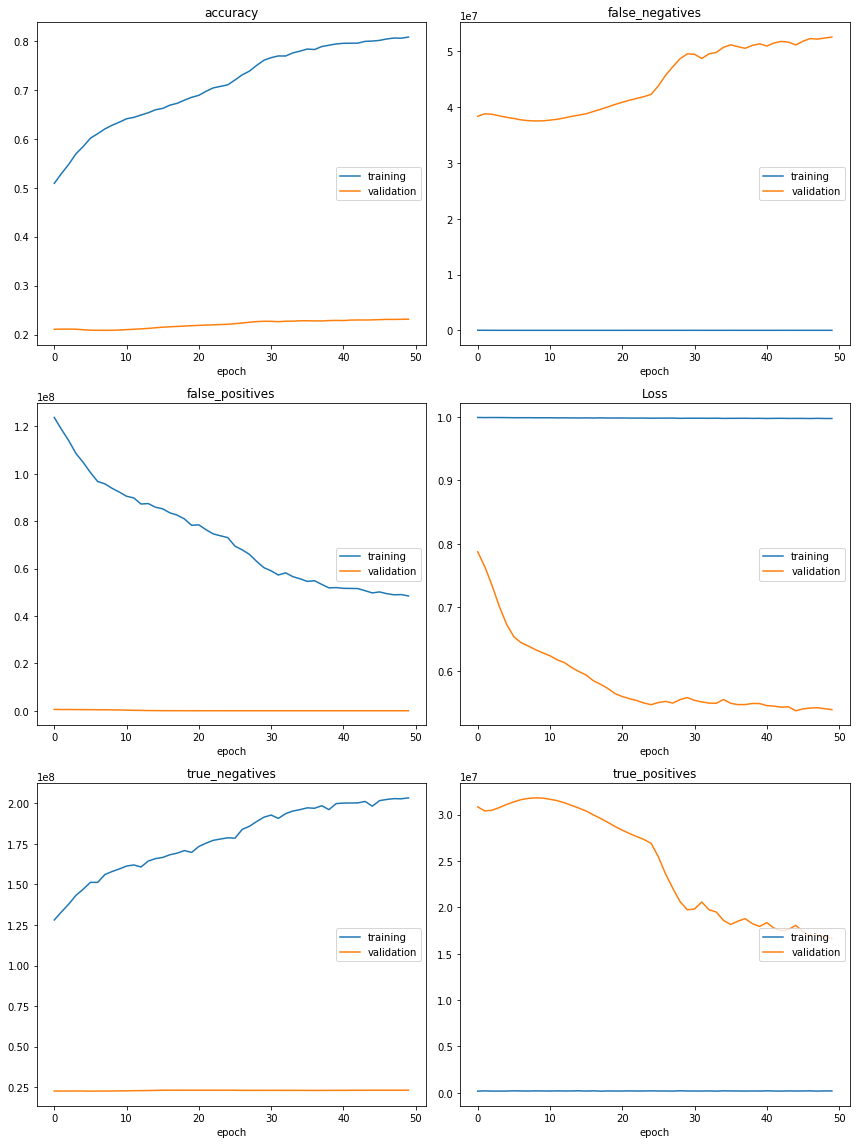 accuracy
0.8
0.7
0.6
0.5
0.4
0.3
0.2
training
validation
0 10 20 30 40 50
epoch
1e7 false_negatives
5
4
3
2
1
0
training
validation
0 10 20 30 40 50
epoch
1e8 false_positives
1.2
1.0
0.8
0.6
0.4
0.2
0.0
training
validation
0 10 20 30 40 50
epoch
Loss
1.0
0.9
0.8
0.7
0.6
training
validation
0 10 20 30 40 50
epoch
1e8 true_negatives
2.00
1.75
1.50
1.25
1.00
0.75
0.50
0.25
training
validation
0 10 20 30 40 50
epoch
1e7 true_positives
3.0
2.5
2.0
1.5
1.0
0.5
0.0
training
validation
0 10 20 30 40 50
epoch